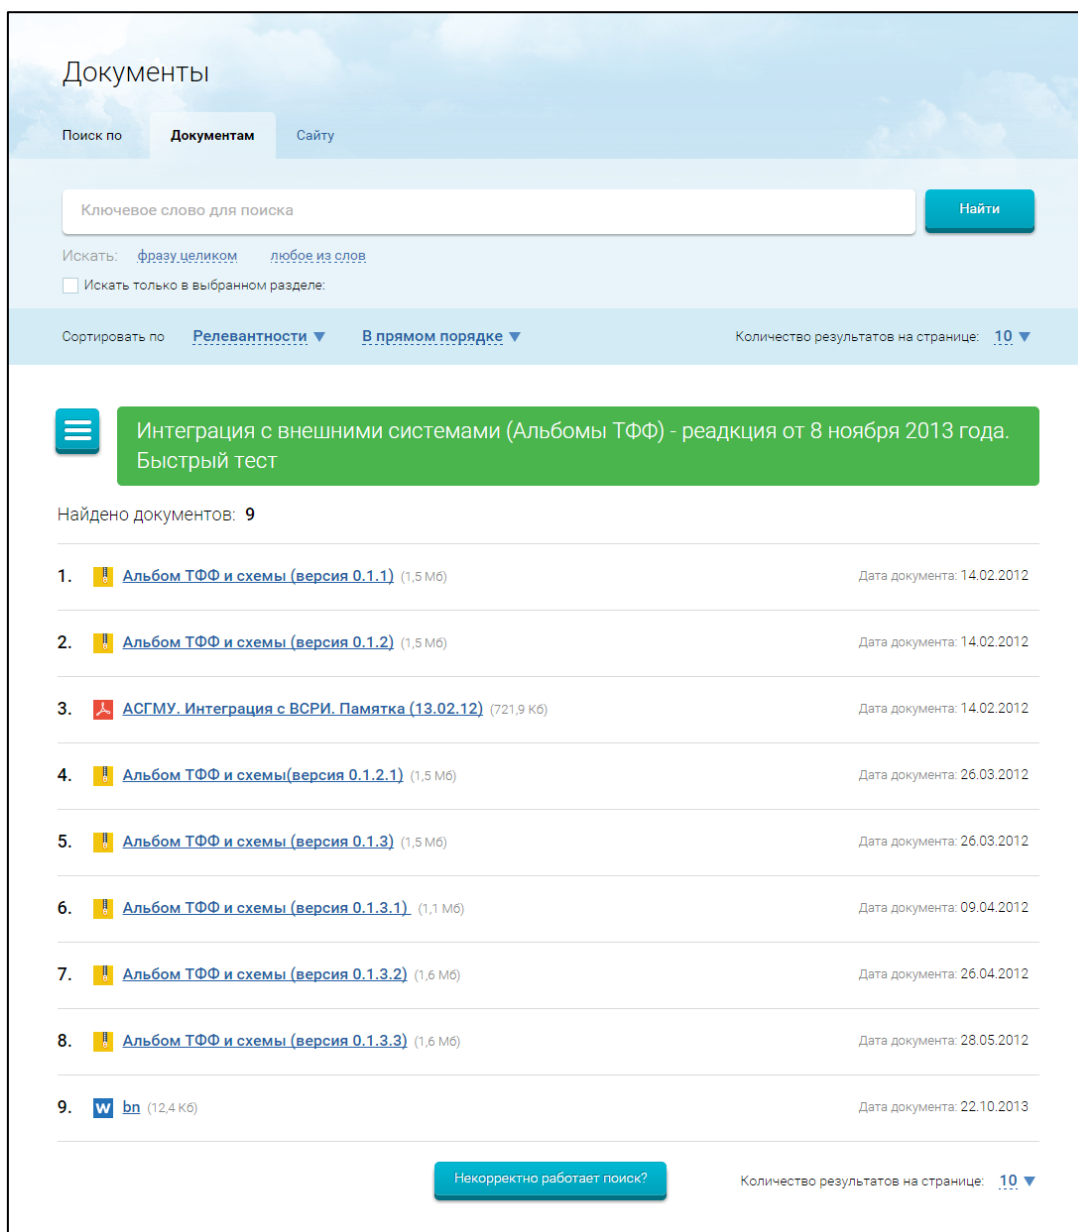 Документы
Поиск по Документам Сайту
Ключевое слово для поиска Найти
Искать: фразу целиком любое из слов
Искать только в выбранном разделе:
Сортировать по Релевантности В прямом порядке Количество результатов на странице: 10
Интеграция с внешними системами (Альбомы ТФФ) - реадкция от 8 ноября 2013 года.
Быстрый тест
Найдено документов: 9
1. Альбом ТФФ и схемы (версия 0.1.1) (1,5 Мб) Дата документа: 14.02.2012
2. Альбом ТФФ и схемы (версия 0.1.2) (1,5 Мб) Дата документа: 14.02.2012
3. АСГМУ. Интеграция с ВСРИ. Памятка (13.02.12) (721,9 Кб) Дата документа: 14.02.2012
4. Альбом ТФФ и схемы(версия 0.1.2.1) (1,5 Мб) Дата документа: 26.03.2012
5. Альбом ТФФ и схемы (версия 0.1.3) (1,5 Мб) Дата документа: 26.03.2012
6. Альбом ТФФ и схемы (версия 0.1.3.1) (1,1 Мб) Дата документа: 09.04.2012
7. Альбом ТФФ и схемы (версия 0.1.3.2) (1,6 Мб) Дата документа: 26.04.2012
8. Альбом ТФФ и схемы (версия 0.1.3.3) (1,6 Мб) Дата документа: 28.05.2012
9. W bn (12,4 Кб) Дата документа: 22.10.2013
Некорректно работает поиск? Количество результатов на странице: 10